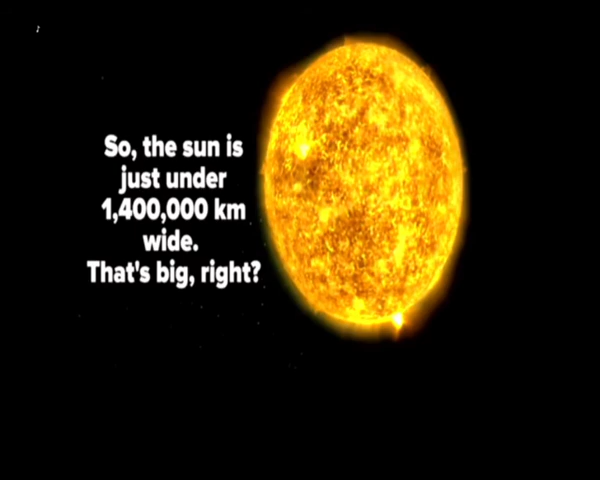 So, the sun is
just under
1,400,000 km
wide.
That's big, right?